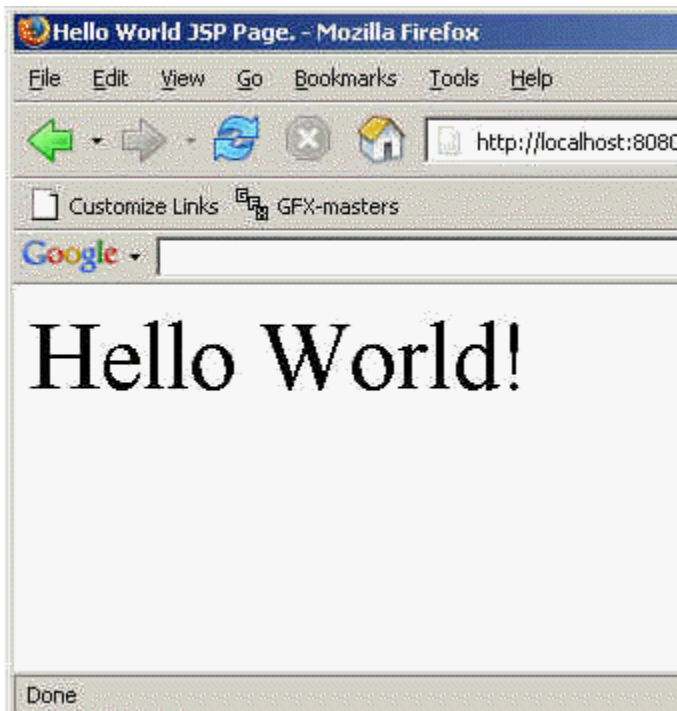 Hello World JSP Page. - Mozilla Firefox
File Edit View Go Bookmarks Tools Help
http://localhost:8080
Customize Links GFX-masters
Google
Hello World!
Done